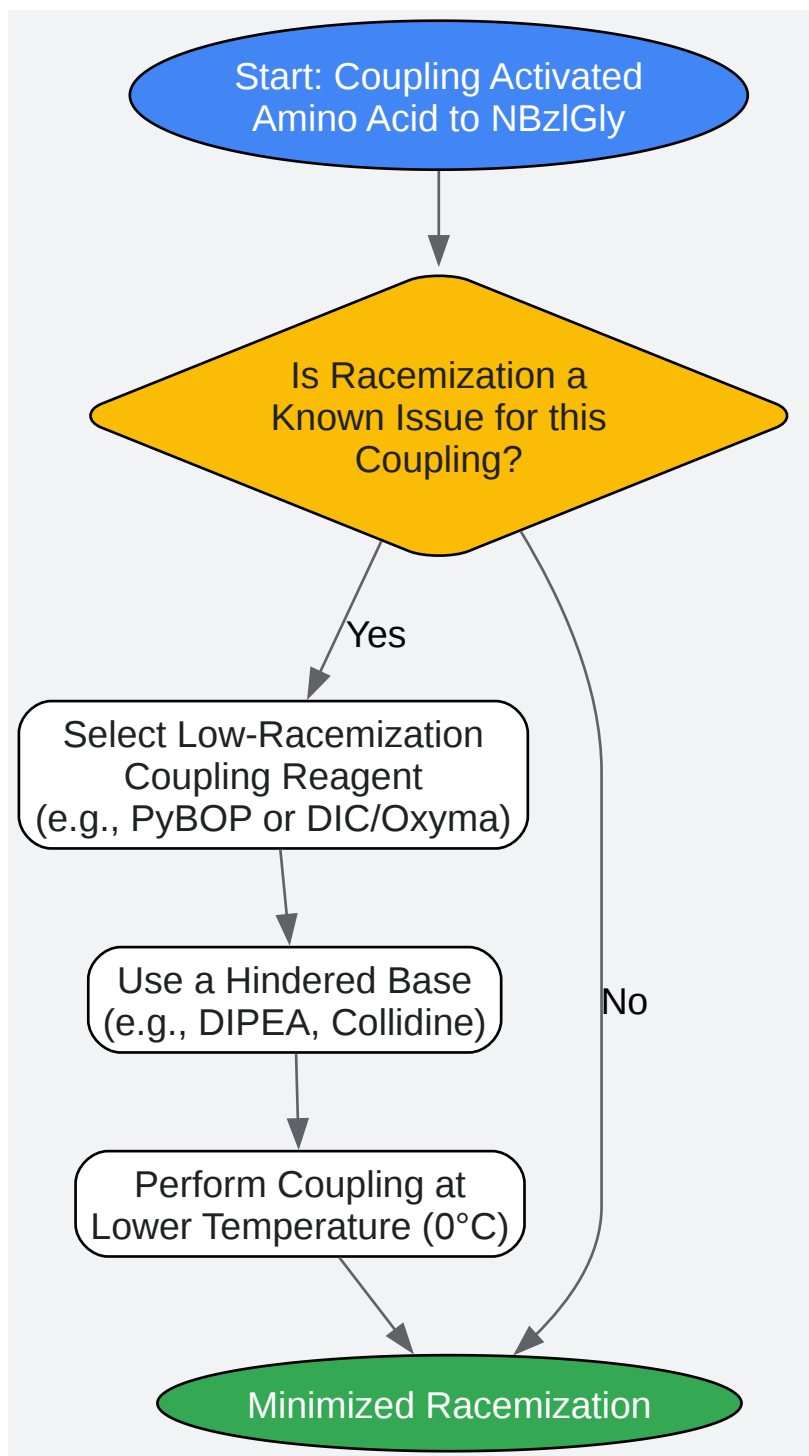 Start: Coupling Activated
Amino Acid to NBzlGly
Is Racemization a
Known Issue for this
Coupling?
Yes
Select Low-Racemization
Coupling Reagent
(e.g., PyBOP or DIC/Oxyma)
Use a Hindered Base
(e.g., DIPEA, Collidine)
No
Perform Coupling at
Lower Temperature (0°C)
Minimized Racemization